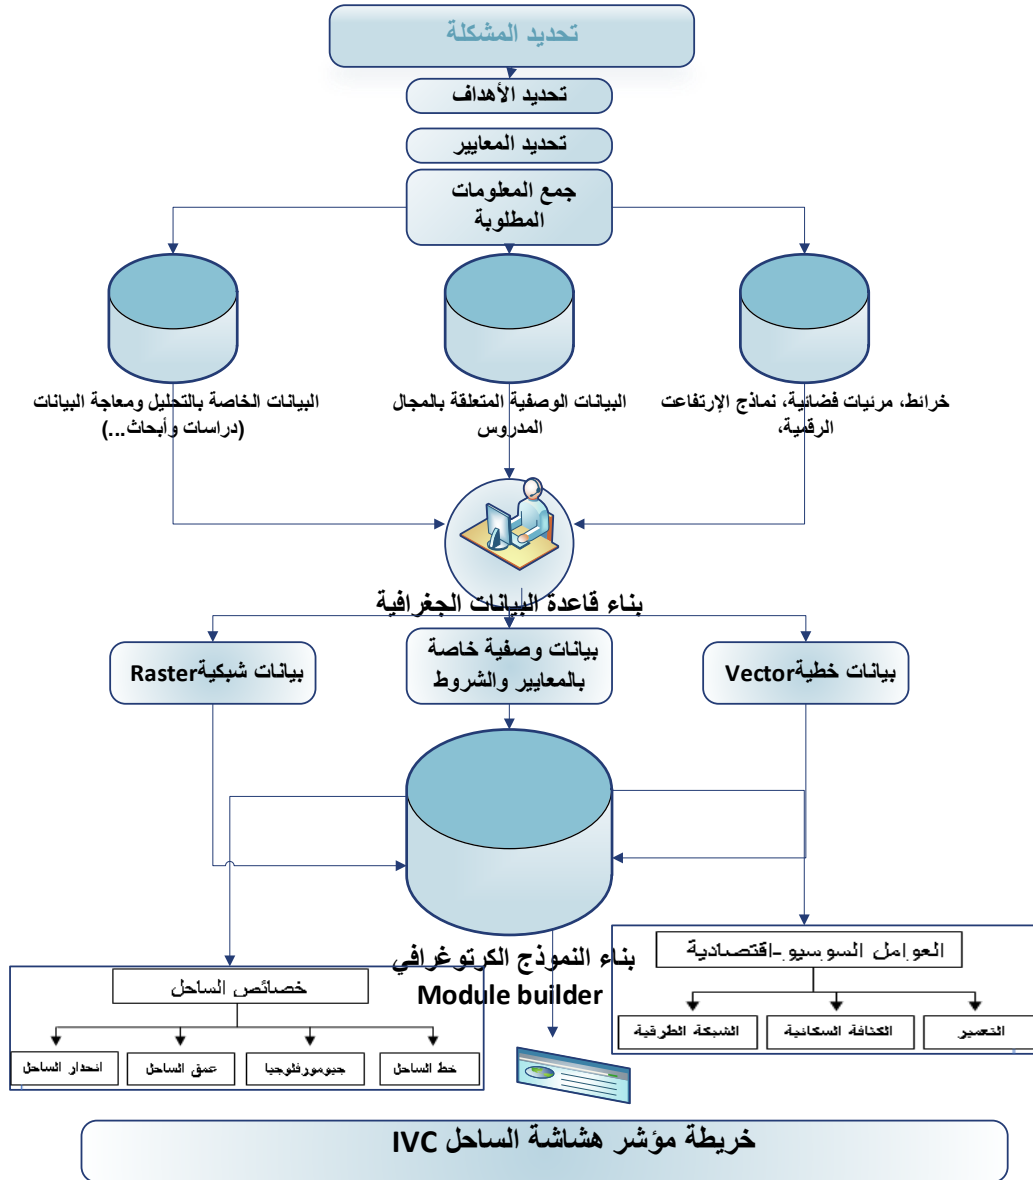 تحديد المشكلة
تحديد الأهداف
تحديد المعايير
جمع المعلومات
المطلوبة
خرائط، مرئيات فضائية، نماذج الإرتفاعت
الرقمية،
البيانات الوصفية المتعلقة بالمجال
المدروس
البيانات الخاصة بالتحليل ومعاجة البيانات
(دراسات وأبحاث...)
بناء قاعدة البيانات الجغرافية
بيانات خطيةVector
بيانات وصفية خاصة
بالمعايير والشروط
بيانات شبكيةRaster
بناء النموذج الكرتوغرافي
Module builder
العوامل السوسيو-اقتصادية
التعمير
الكثافة السكانية
الشبكة الطرقية
خصائص الساحل
خط الساحل
جيومورفلوجيا
عمق الساحل
انحدار الساحل
خريطة مؤشر هشاشة الساحل IVC